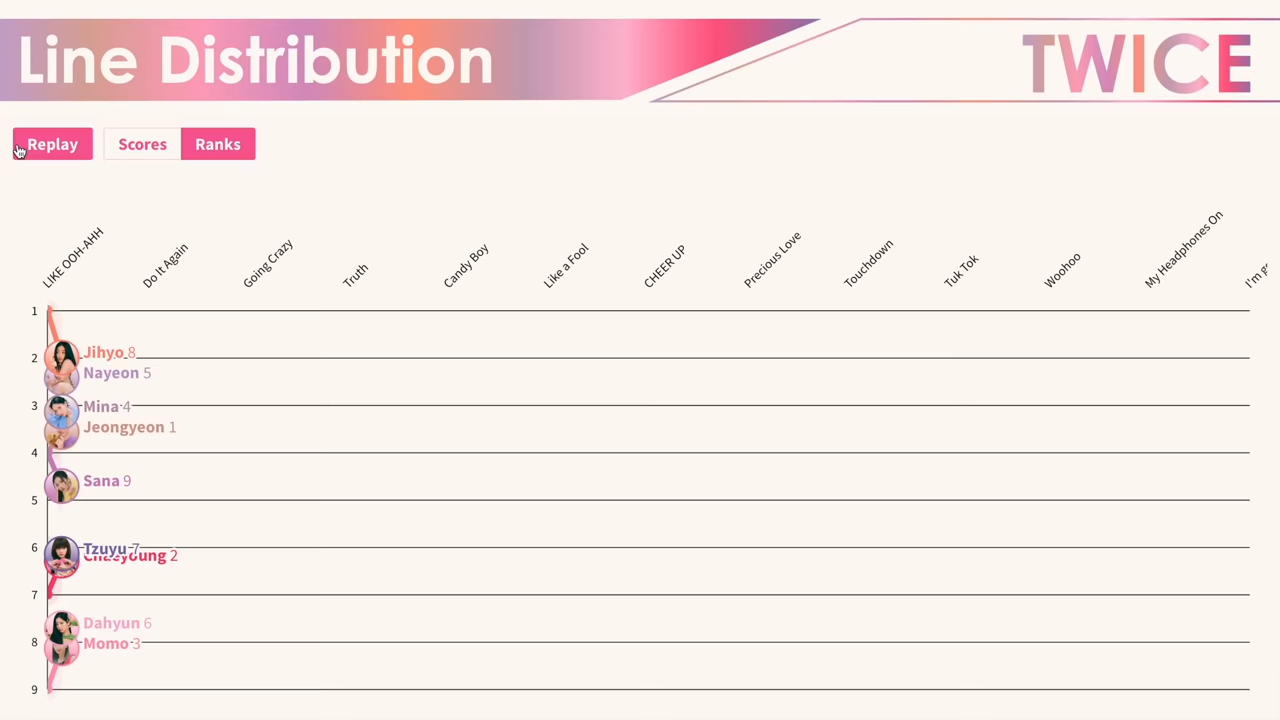 Line Distribution
TWICE
Replay
Scores
Ranks
LIKE OOH-AHH
Do It Again
Going Crazy
Truth
Candy Boy
Like a Fool
CHEER UP
Precious Love
Touchdown
Tuk Tok
Woohoo
My Headphones On
I'm
1
2
Jihyo 8
Nayeon 5
3
Mina 4
Jeongyeon 1
4
Sana 9
5
6
Tzuyu 7
Chaeyoung 2
7
Dahyun 6
8
Momo 3
9